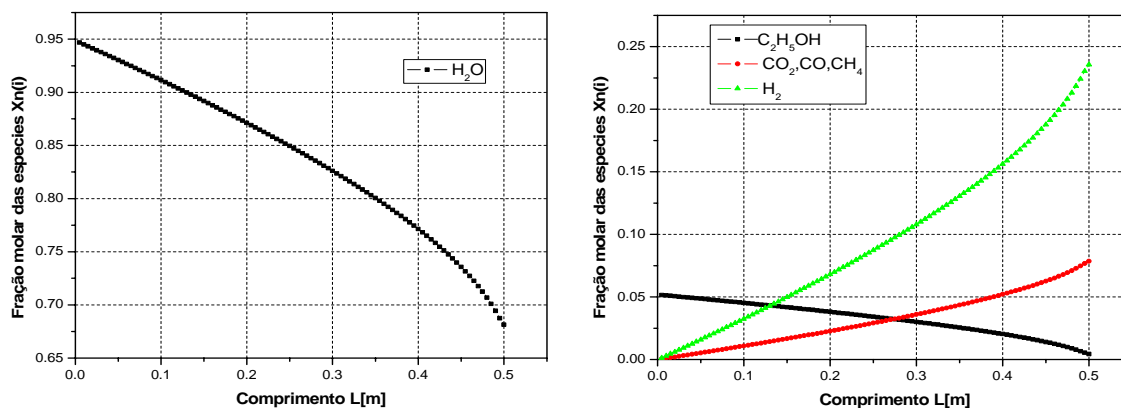 Fração molar das especies Xn(i)
0.95
0.90
0.85
0.80
0.75
0.70
0.65
H₂O
0.0 0.1 0.2 0.3 0.4 0.5
Comprimento L[m]
Fração molar das especies Xn(i)
0.25
0.20
0.15
0.10
0.05
0.00
C₂H₅OH
CO₂,CO,CH₄
H₂
0.0 0.1 0.2 0.3 0.4 0.5
Comprimento L[m]